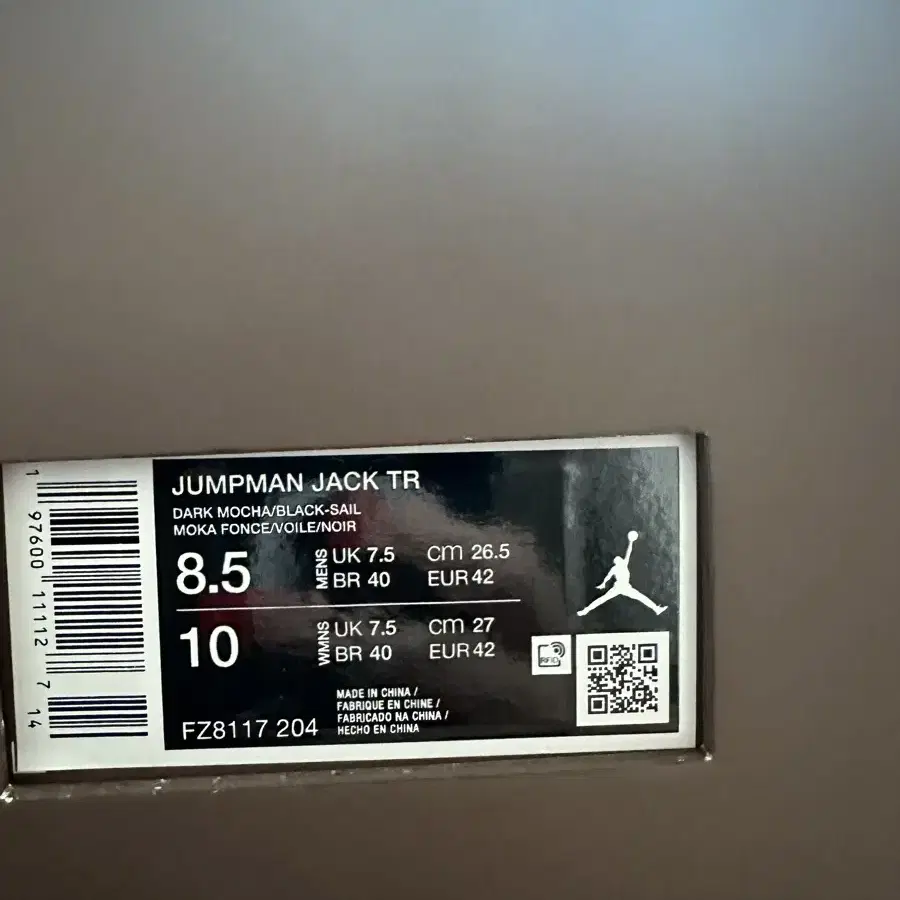 1 97600 11112 7 14
JUMPMAN JACK TR
DARK MOCHA/BLACK-SAIL
MOKA FONCE/VOILE/NOIR
8.5 MENS UK 7.5 cm 26.5
BR 40 EUR 42
10 WMNS UK 7.5 cm 27
BR 40 EUR 42
RFID
FZ8117 204
MADE IN CHINA /
FABRIQUE EN CHINE /
FABRICADO NA CHINA /
HECHO EN CHINA